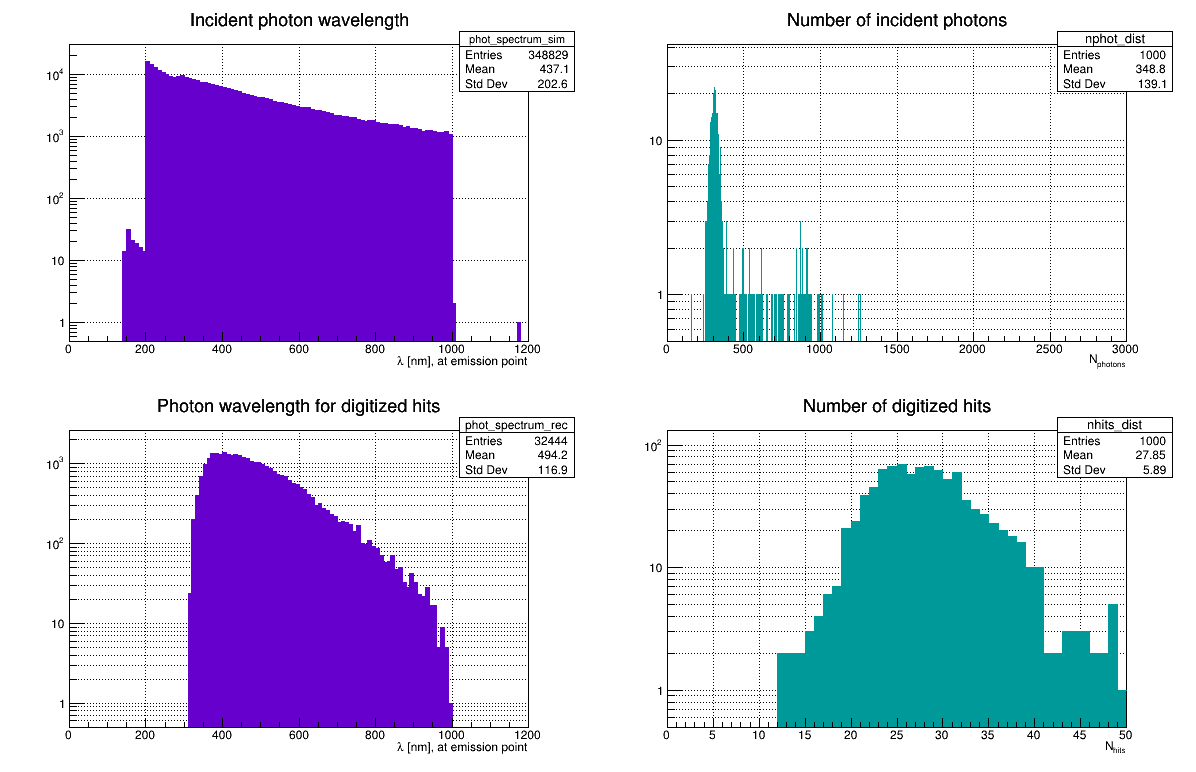 Incident photon wavelength
phot_spectrum_sim
Entries 348829
Mean 437.1
Std Dev 202.6
10^4
10^3
10^2
10
1
0 200 400 600 800 1000 1200
λ [nm], at emission point
Number of incident photons
nphot_dist
Entries 1000
Mean 348.8
Std Dev 139.1
10
1
0 500 1000 1500 2000 2500 3000
N_photons
Photon wavelength for digitized hits
phot_spectrum_rec
Entries 32444
Mean 494.2
Std Dev 116.9
10^3
10^2
10
1
0 200 400 600 800 1000 1200
λ [nm], at emission point
Number of digitized hits
nhits_dist
Entries 1000
Mean 27.85
Std Dev 5.89
10^2
10
1
0 5 10 15 20 25 30 35 40 45 50
N_hits